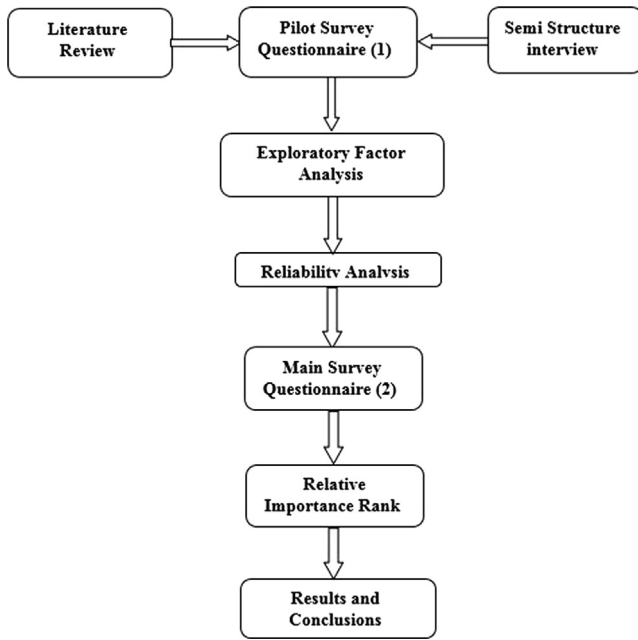 Literature
Review
Pilot Survey
Questionnaire (1)
Semi Structure
interview
Exploratory Factor
Analysis
Reliability Analysis
Main Survey
Questionnaire (2)
Relative
Importance Rank
Results and
Conclusions